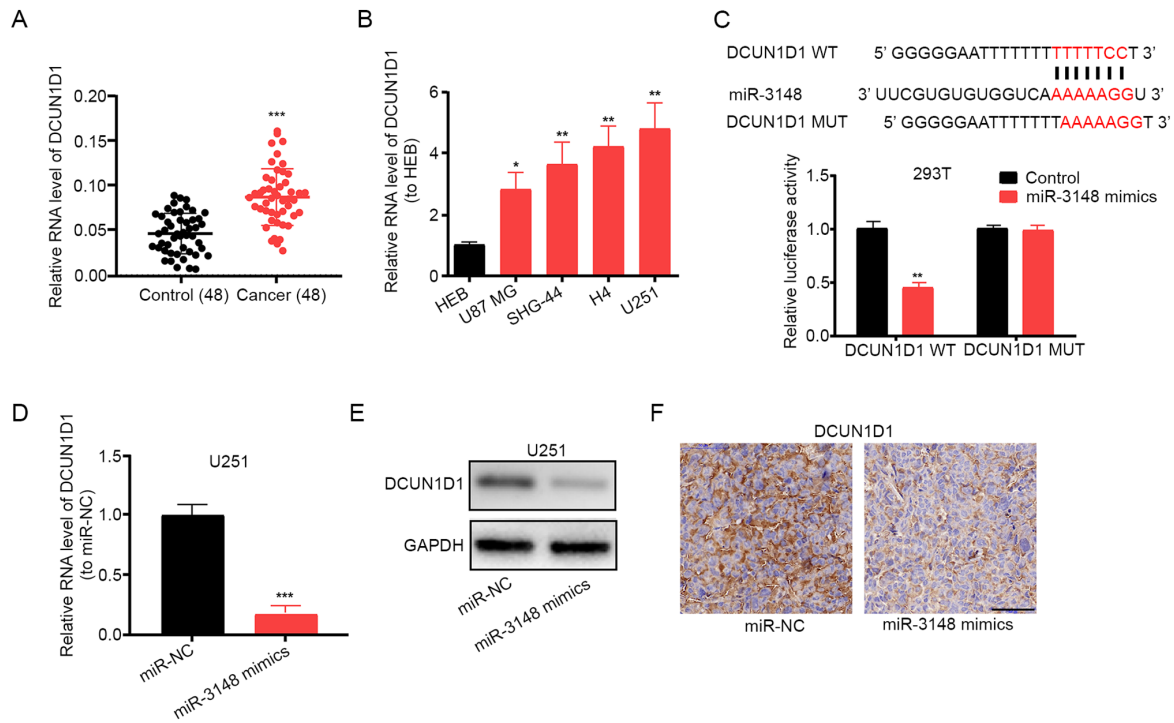 A
Relative RNA level of DCUN1D1
0.20
0.15
0.10
0.05
0.00
***
Control (48)
Cancer (48)
B
Relative RNA level of DCUN1D1
(to HEB)
6
4
2
0
*
**
**
**
HEB
U87 MG
SHG-44
H4
U251
C
DCUN1D1 WT 5' GGGGGAATTTTTTTTTTTTCCT 3'
miR-3148 3' UUCGUGUGUGGUCAAAAAAGGU 3'
DCUN1D1 MUT 5' GGGGGAATTTTTTTAAAAAGGT 3'
293T
Control
miR-3148 mimics
Relative luciferase activity
1.5
1.0
0.5
0.0
**
DCUN1D1 WT
DCUN1D1 MUT
D
Relative RNA level of DCUN1D1
(to miR-NC)
1.5
1.0
0.5
0.0
U251
***
miR-NC
miR-3148 mimics
E
U251
DCUN1D1
GAPDH
miR-NC
miR-3148 mimics
F
DCUN1D1
miR-NC
miR-3148 mimics